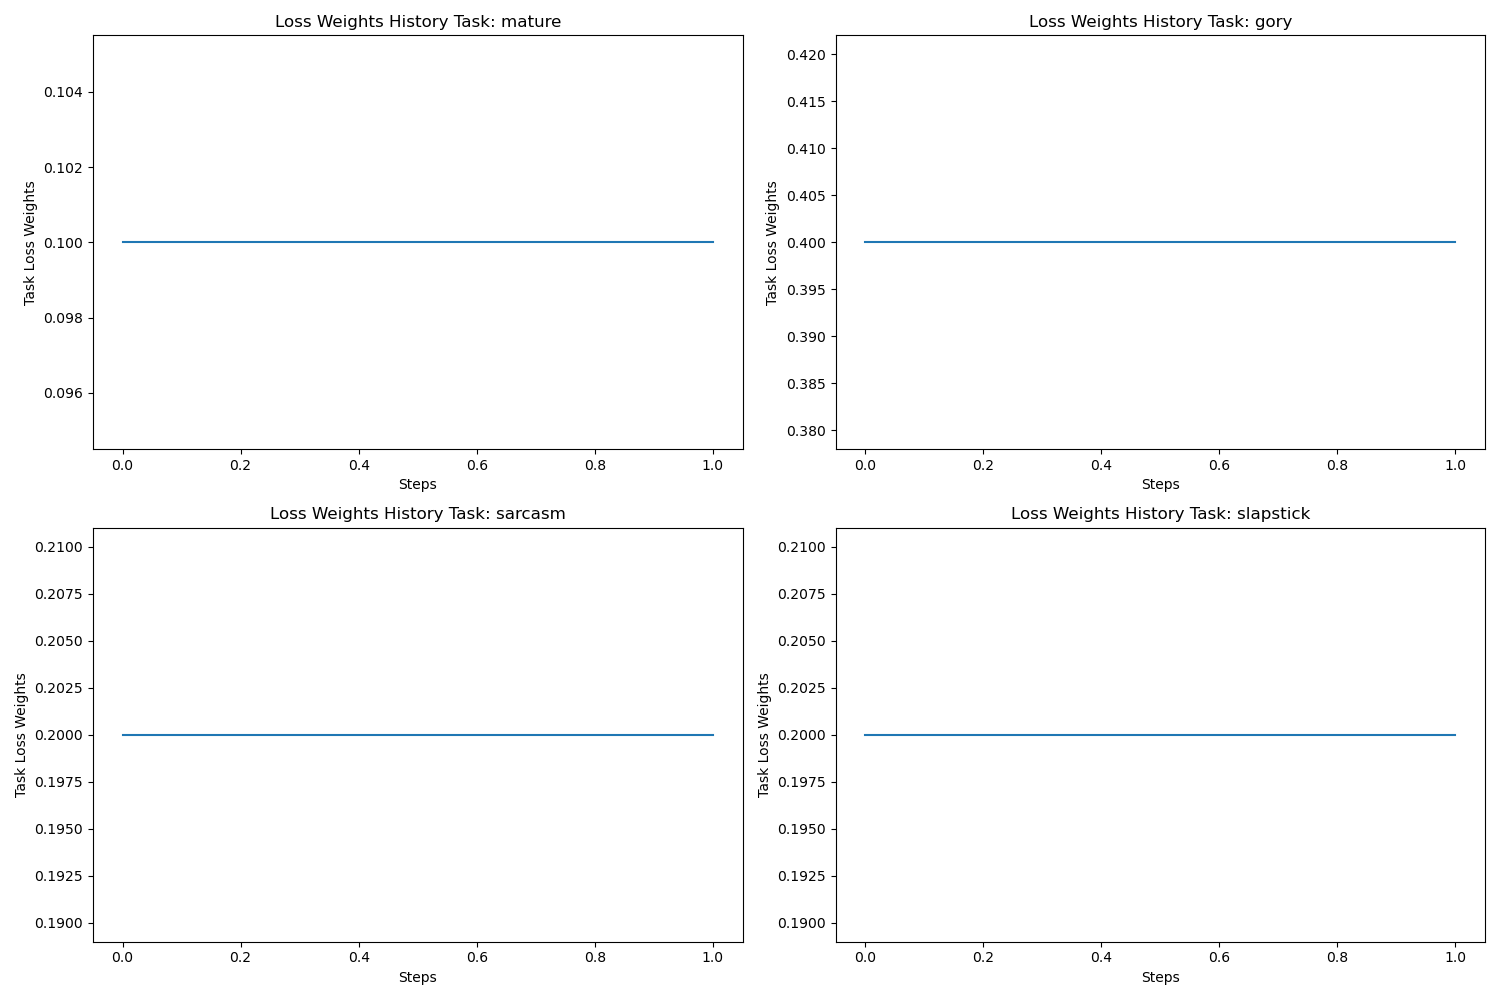 Loss Weights History Task: mature
Task Loss Weights
0.104
0.102
0.100
0.098
0.096
0.0 0.2 0.4 0.6 0.8 1.0
Steps
Loss Weights History Task: gory
Task Loss Weights
0.420
0.415
0.410
0.405
0.400
0.395
0.390
0.385
0.380
0.0 0.2 0.4 0.6 0.8 1.0
Steps
Loss Weights History Task: sarcasm
Task Loss Weights
0.2100
0.2075
0.2050
0.2025
0.2000
0.1975
0.1950
0.1925
0.1900
0.0 0.2 0.4 0.6 0.8 1.0
Steps
Loss Weights History Task: slapstick
Task Loss Weights
0.2100
0.2075
0.2050
0.2025
0.2000
0.1975
0.1950
0.1925
0.1900
0.0 0.2 0.4 0.6 0.8 1.0
Steps